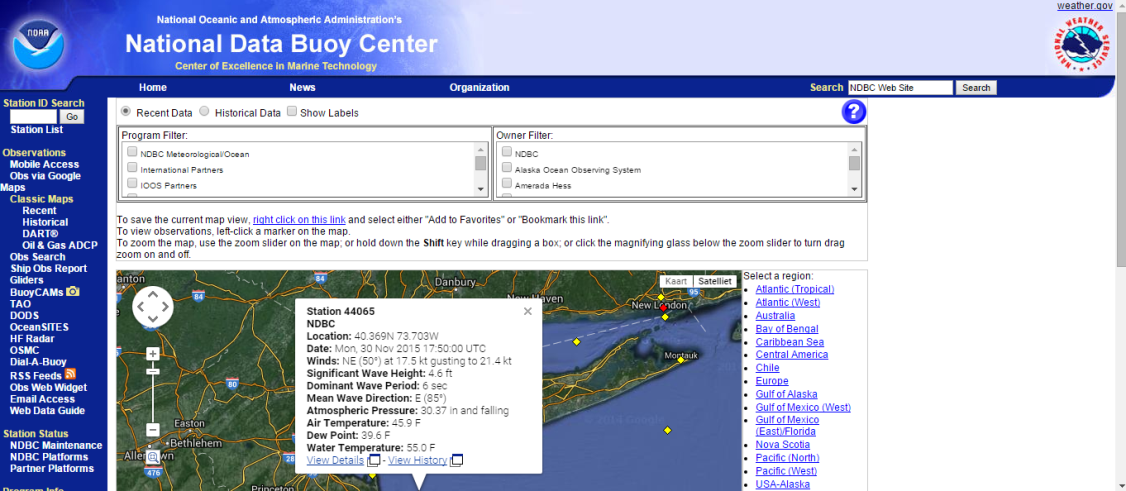 weather.gov
NOAA
National Oceanic and Atmospheric Administration's
National Data Buoy Center
Center of Excellence in Marine Technology
NATIONAL WEATHER SERVICE
Home News Organization Search NDBC Web Site Search
Station ID Search
Go
Station List
Observations
Mobile Access
Obs via Google
Maps
Classic Maps
Recent
Historical
DART®
Oil & Gas ADCP
Obs Search
Ship Obs Report
Gliders
BuoyCAMs
TAO
DODS
OceanSITES
HF Radar
OSMC
Dial-A-Buoy
RSS Feeds
Obs Web Widget
Email Access
Web Data Guide
Station Status
NDBC Maintenance
NDBC Platforms
Partner Platforms
Program Info
Recent Data Historical Data Show Labels
?
Program Filter:
NDBC Meteorological/Ocean
International Partners
IOOS Partners
Owner Filter:
NDBC
Alaska Ocean Observing System
Amerada Hess
To save the current map view, right click on this link and select either "Add to Favorites" or "Bookmark this link".
To view observations, left-click a marker on the map.
To zoom the map, use the zoom slider on the map; or hold down the Shift key while dragging a box; or click the magnifying glass below the zoom slider to turn drag
zoom on and off.
anton
84
84
Danbury
New Haven
New London
95
Kaart Satelliet
Montauk
80
Easton
Bethlehem
Allentown
476
28
Princeton
Station 44065
NDBC
Location: 40.369N 73.703W
Date: Mon, 30 Nov 2015 17:50:00 UTC
Winds: NE (50°) at 17.5 kt gusting to 21.4 kt
Significant Wave Height: 4.6 ft
Dominant Wave Period: 6 sec
Mean Wave Direction: E (85°)
Atmospheric Pressure: 30.37 in and falling
Air Temperature: 45.9 F
Dew Point: 39.6 F
Water Temperature: 55.0 F
View Details - View History
Select a region:
Atlantic (Tropical)
Atlantic (West)
Australia
Bay of Bengal
Caribbean Sea
Central America
Chile
Europe
Gulf of Alaska
Gulf of Mexico (West)
Gulf of Mexico
(East)/Florida
Nova Scotia
Pacific (North)
Pacific (West)
USA-Alaska